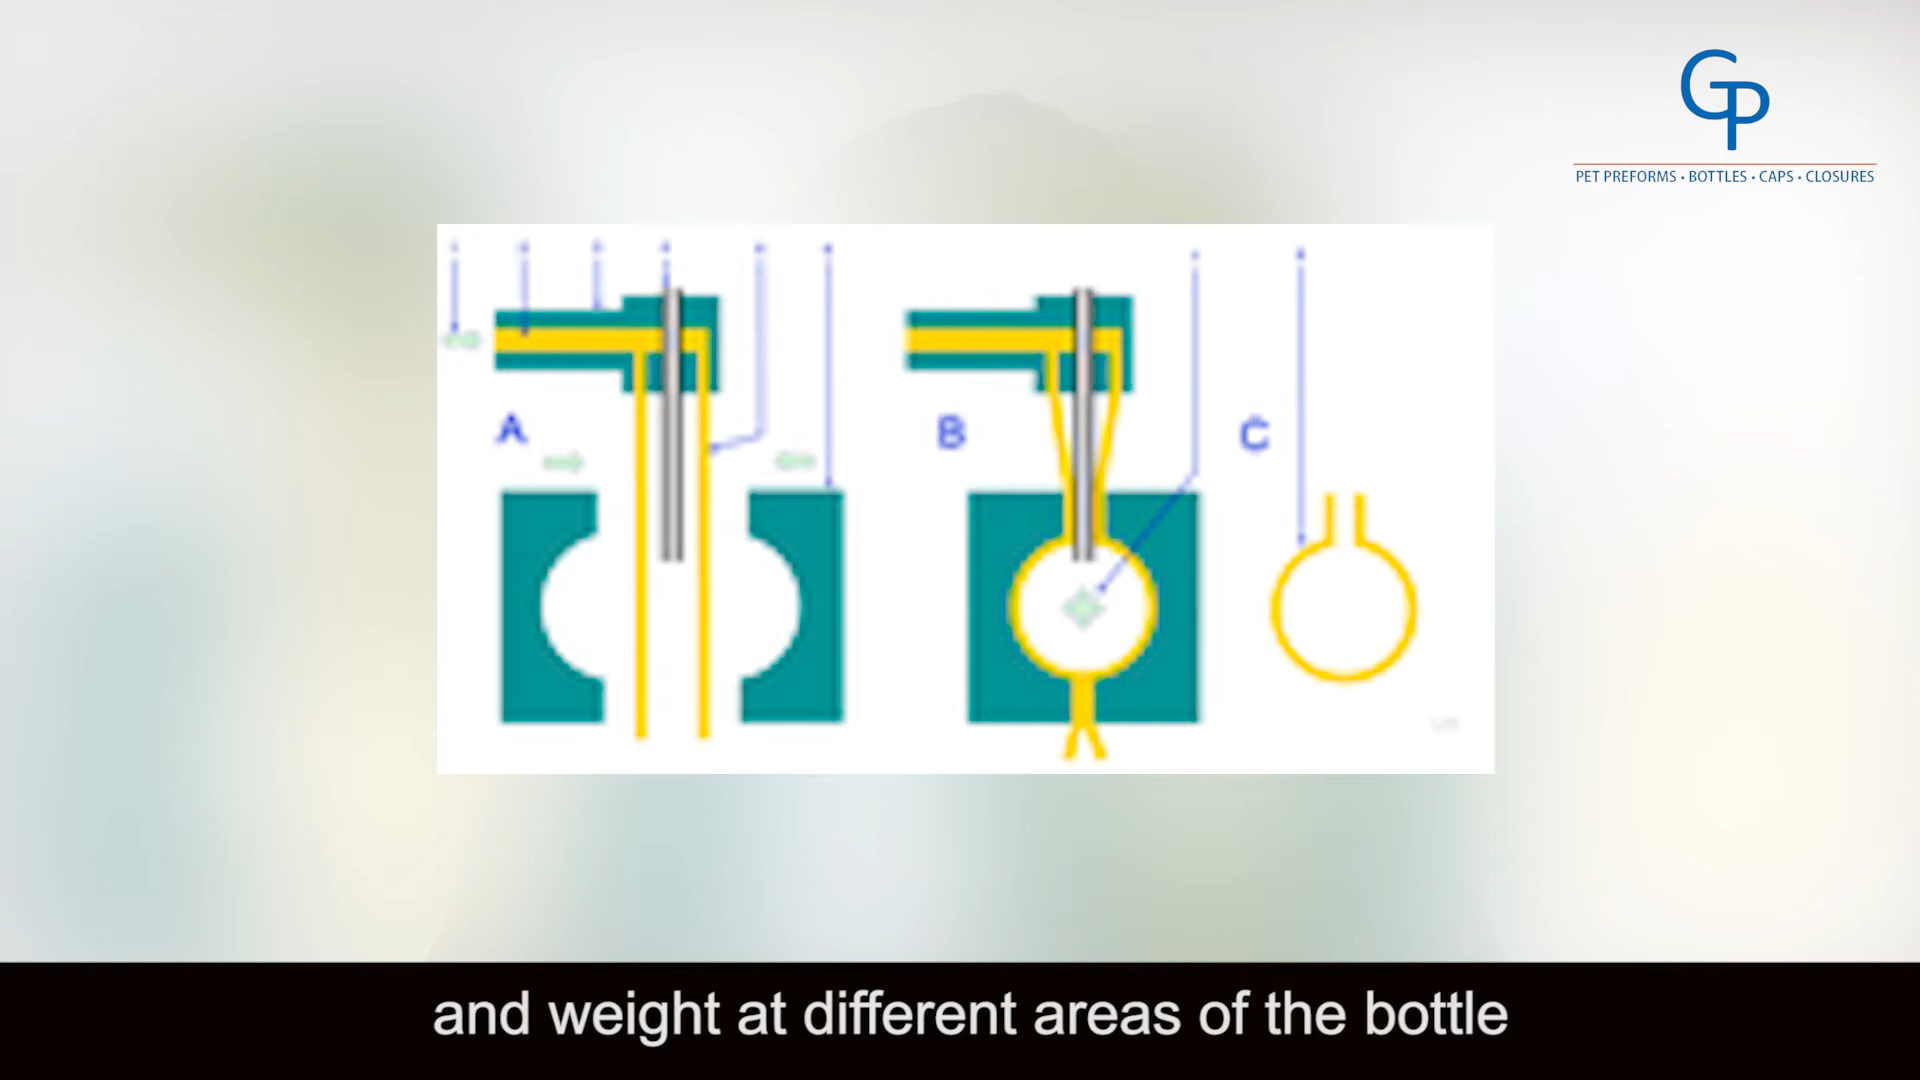 GP
PET PREFORMS • BOTTLES • CAPS • CLOSURES
A
B
C
and weight at different areas of the bottle